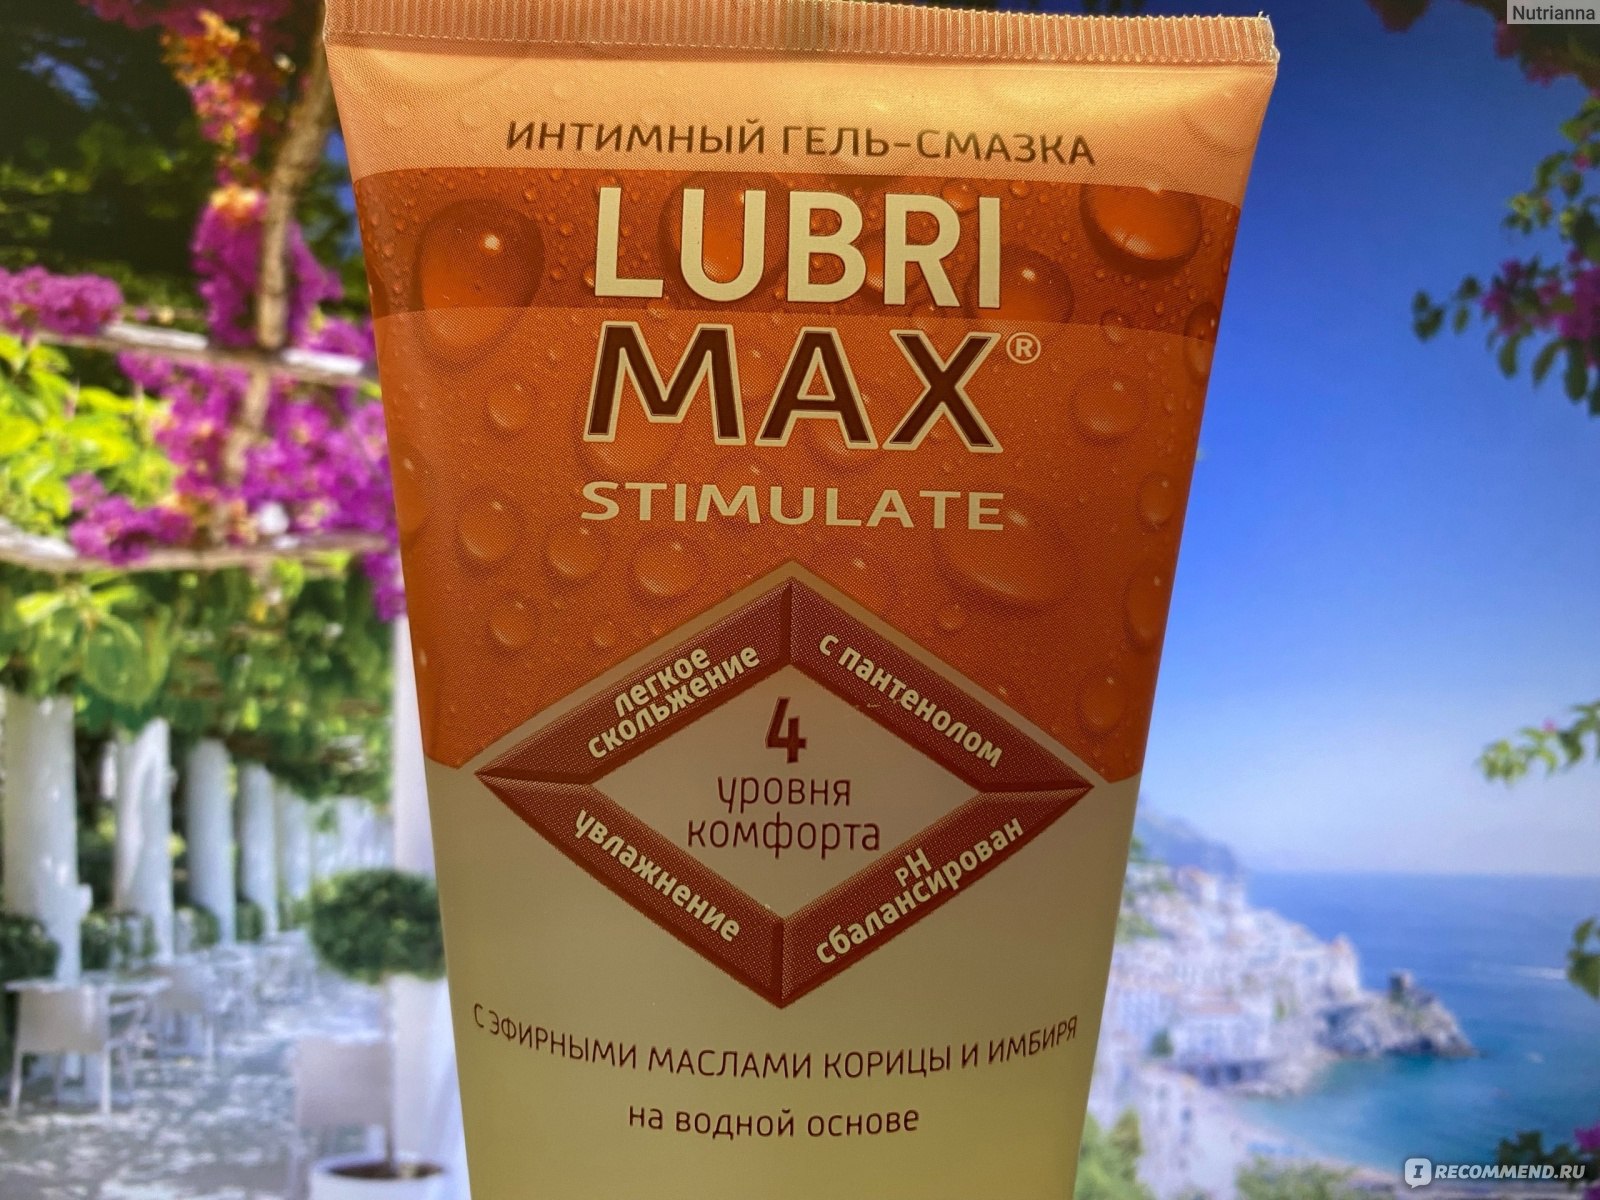 Nutrianna
ИНТИМНЫЙ ГЕЛЬ-СМАЗКА
LUBRI
MAX®
STIMULATE
легкое
скольжение
с пантенолом
4
уровня
комфорта
увлажнение
pH
сбалансирован
С ЭФИРНЫМИ МАСЛАМИ КОРИЦЫ И ИМБИРЯ
на водной основе
IRECOMMEND.RU